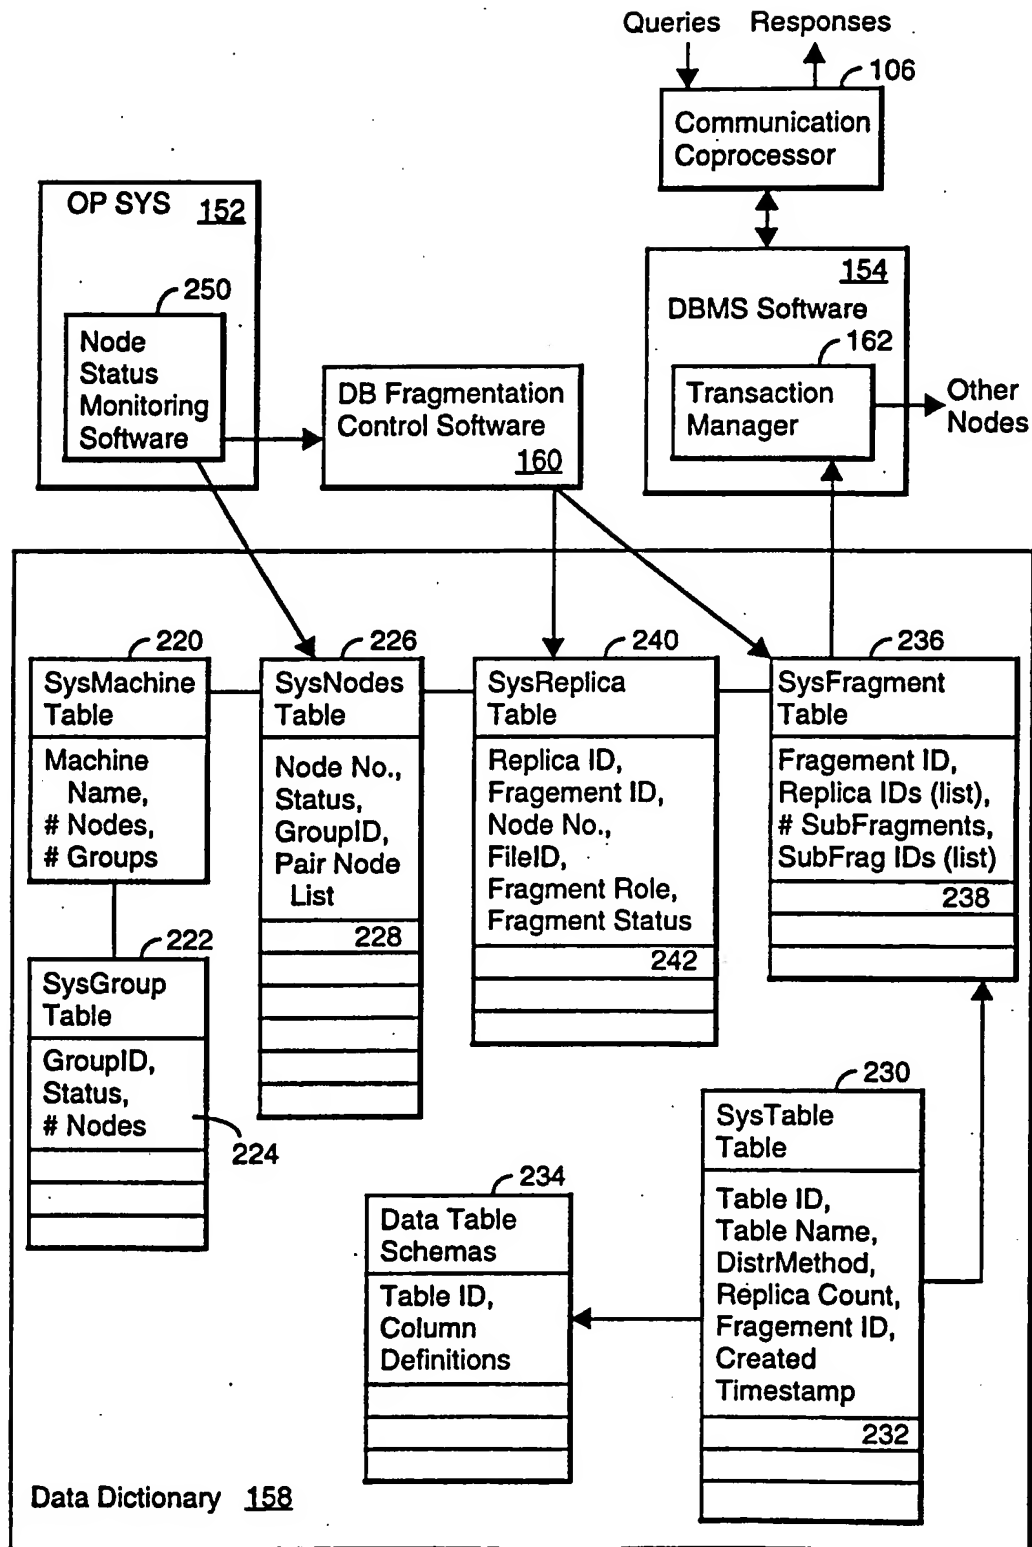 Queries Responses
106
Communication
Coprocessor
OP SYS 152
250
Node
Status
Monitoring
Software
DB Fragmentation
Control Software
160
154
DBMS Software
162
Transaction
Manager
Other
Nodes
220
SysMachine
Table
Machine
Name,
# Nodes,
# Groups
222
SysGroup
Table
GroupID,
Status,
# Nodes
224
226
SysNodes
Table
Node No.,
Status,
GroupID,
Pair Node
List
228
240
SysReplica
Table
Replica ID,
Fragement ID,
Node No.,
FileID,
Fragment Role,
Fragment Status
242
236
SysFragment
Table
Fragement ID,
Replica IDs (list),
# SubFragments,
SubFrag IDs (list)
238
234
Data Table
Schemas
Table ID,
Column
Definitions
230
SysTable
Table
Table ID,
Table Name,
DistrMethod,
Replica Count,
Fragement ID,
Created
Timestamp
232
Data Dictionary 158